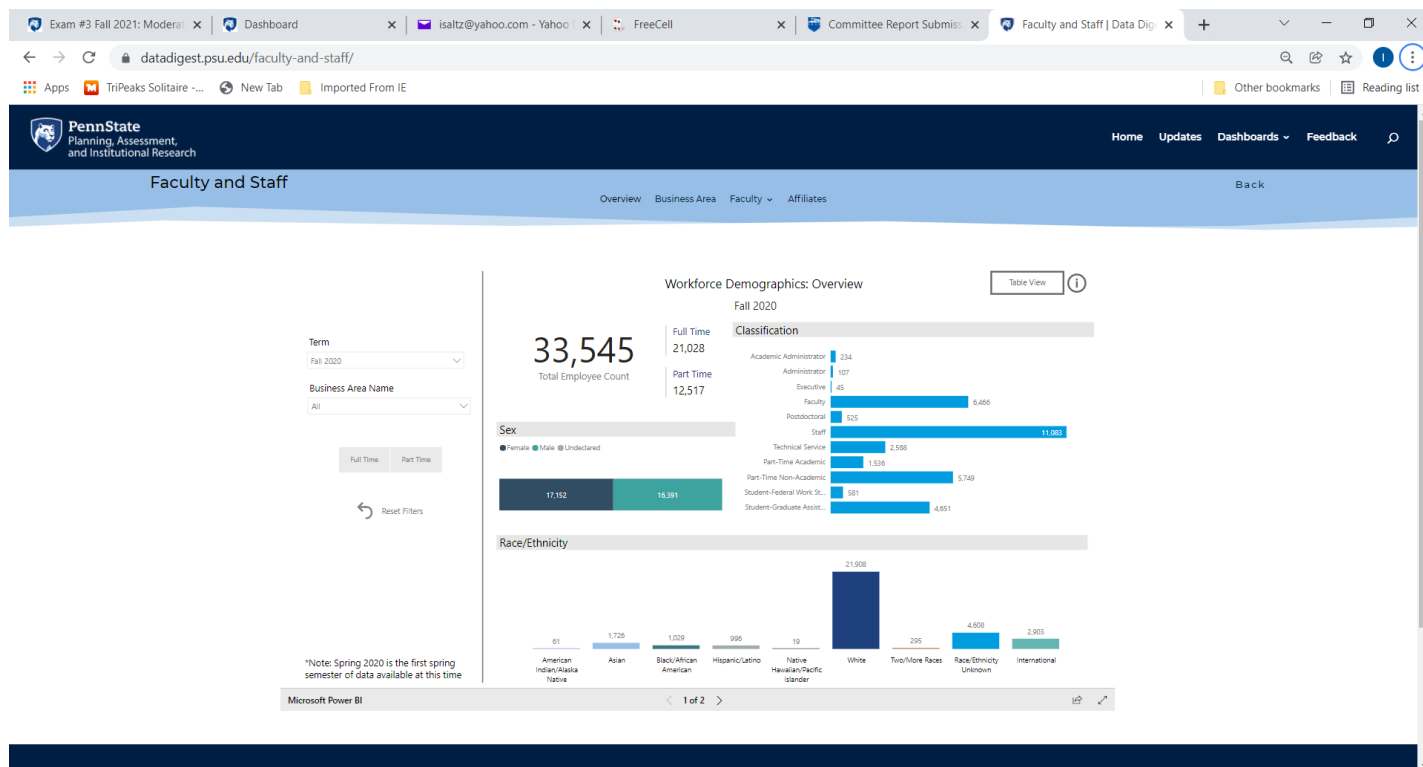 Exam #3 Fall 2021: Moderat
Dashboard
isaltz@yahoo.com - Yahoo
FreeCell
Committee Report Submiss
Faculty and Staff | Data Dig
datadigest.psu.edu/faculty-and-staff/
I
Apps
TriPeaks Solitaire -...
New Tab
Imported From IE
Other bookmarks
Reading list
PennState
Planning, Assessment,
and Institutional Research
Home Updates Dashboards Feedback
Faculty and Staff
Back
Overview Business Area Faculty Affiliates
Workforce Demographics: Overview
Table View
Fall 2020
Term
Fall 2020
Business Area Name
All
Full Time Part Time
Reset Filters
*Note: Spring 2020 is the first spring
semester of data available at this time
33,545
Total Employee Count
Full Time
21,028
Part Time
12,517
Classification
Academic Administrator 234
Administrator 107
Executive 45
Faculty 6,466
Postdoctoral 525
Staff 11,083
Technical Service 2,568
Part-Time Academic 1,536
Part-Time Non-Academic 5,749
Student-Federal Work St... 581
Student-Graduate Assist... 4,651
Sex
Female Male Undeclared
17,152 16,391
Race/Ethnicity
61 1,726 1,029 996 19 21,908 295 4,608 2,903
American
Indian/Alaska
Native
Asian
Black/African
American
Hispanic/Latino
Native
Hawaiian/Pacific
Islander
White
Two/More Races
Race/Ethnicity
Unknown
International
Microsoft Power BI
1 of 2